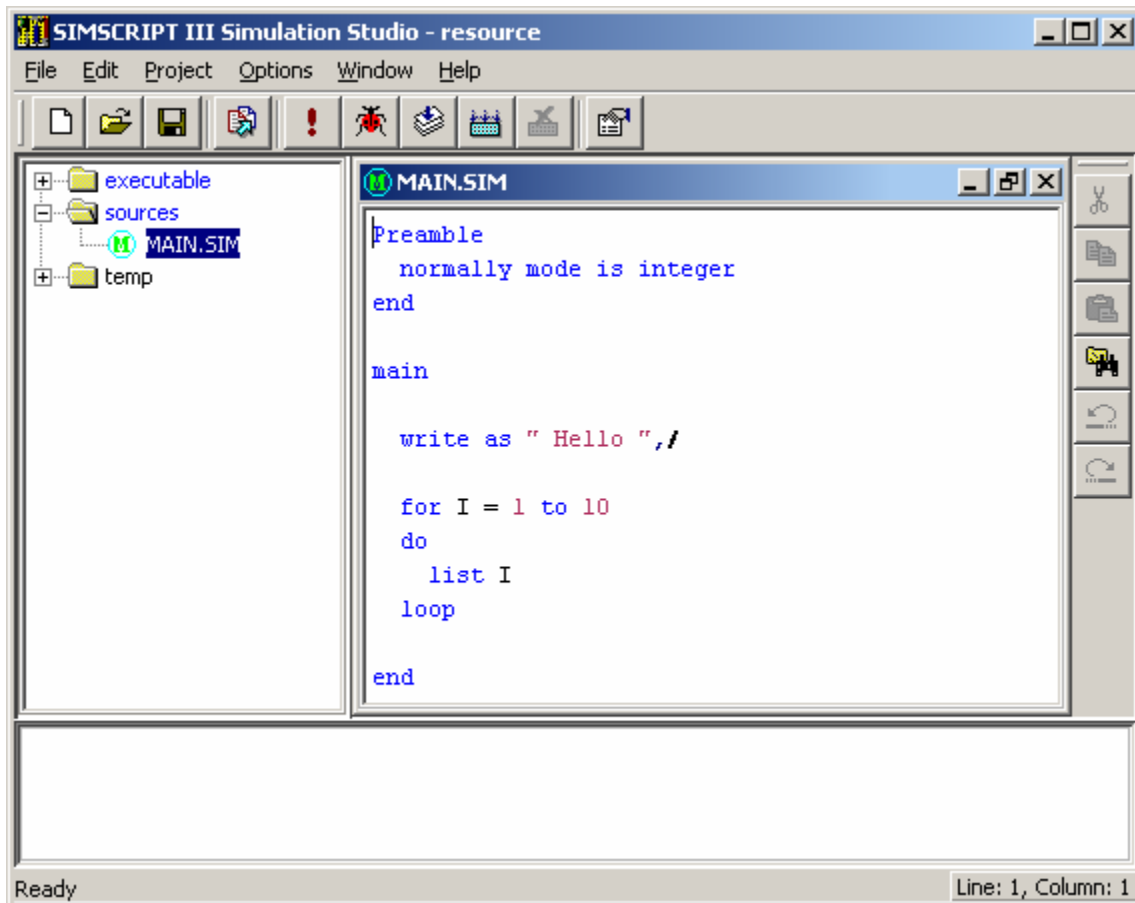 SIMSCRIPT III Simulation Studio - resource
File Edit Project Options Window Help
executable
sources
MAIN.SIM
temp
MAIN.SIM
Preamble
normally mode is integer
end
main
write as " Hello ",/
for I = 1 to 10
do
list I
loop
end
Ready
Line: 1, Column: 1